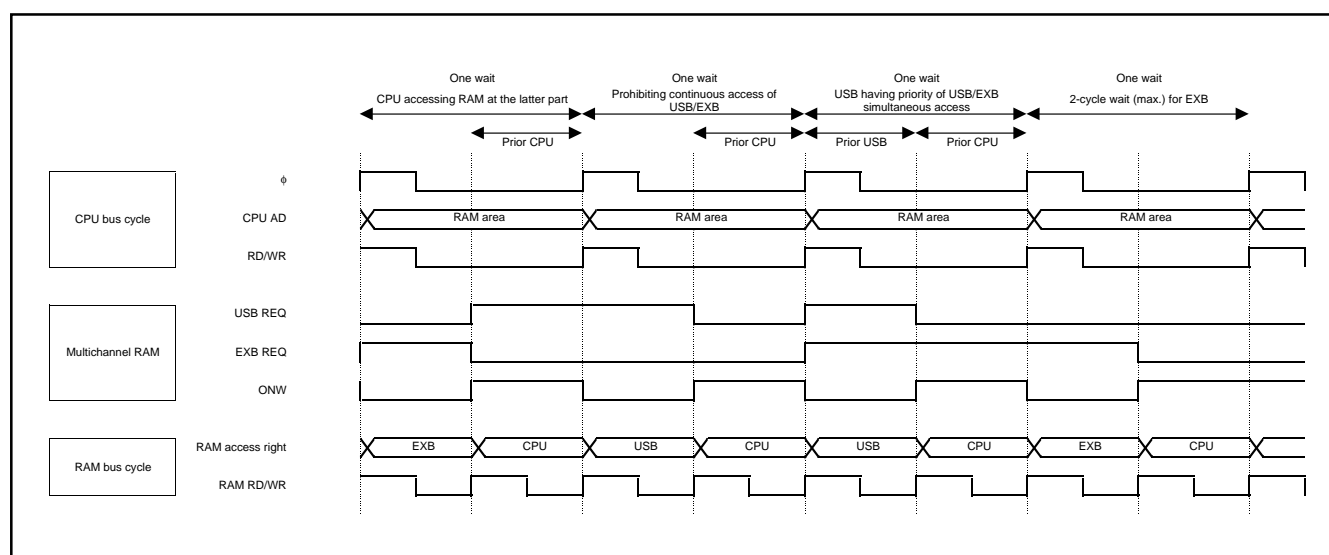 One wait
CPU accessing RAM at the latter part
One wait
Prohibiting continuous access of
USB/EXB
One wait
USB having priority of USB/EXB
simultaneous access
One wait
2-cycle wait (max.) for EXB
Prior CPU
Prior CPU
Prior USB
Prior CPU
CPU bus cycle
ϕ
CPU AD
RAM area
RAM area
RAM area
RAM area
RD/WR
Multichannel RAM
USB REQ
EXB REQ
ONW
RAM bus cycle
RAM access right
EXB
CPU
USB
CPU
USB
CPU
EXB
CPU
RAM RD/WR